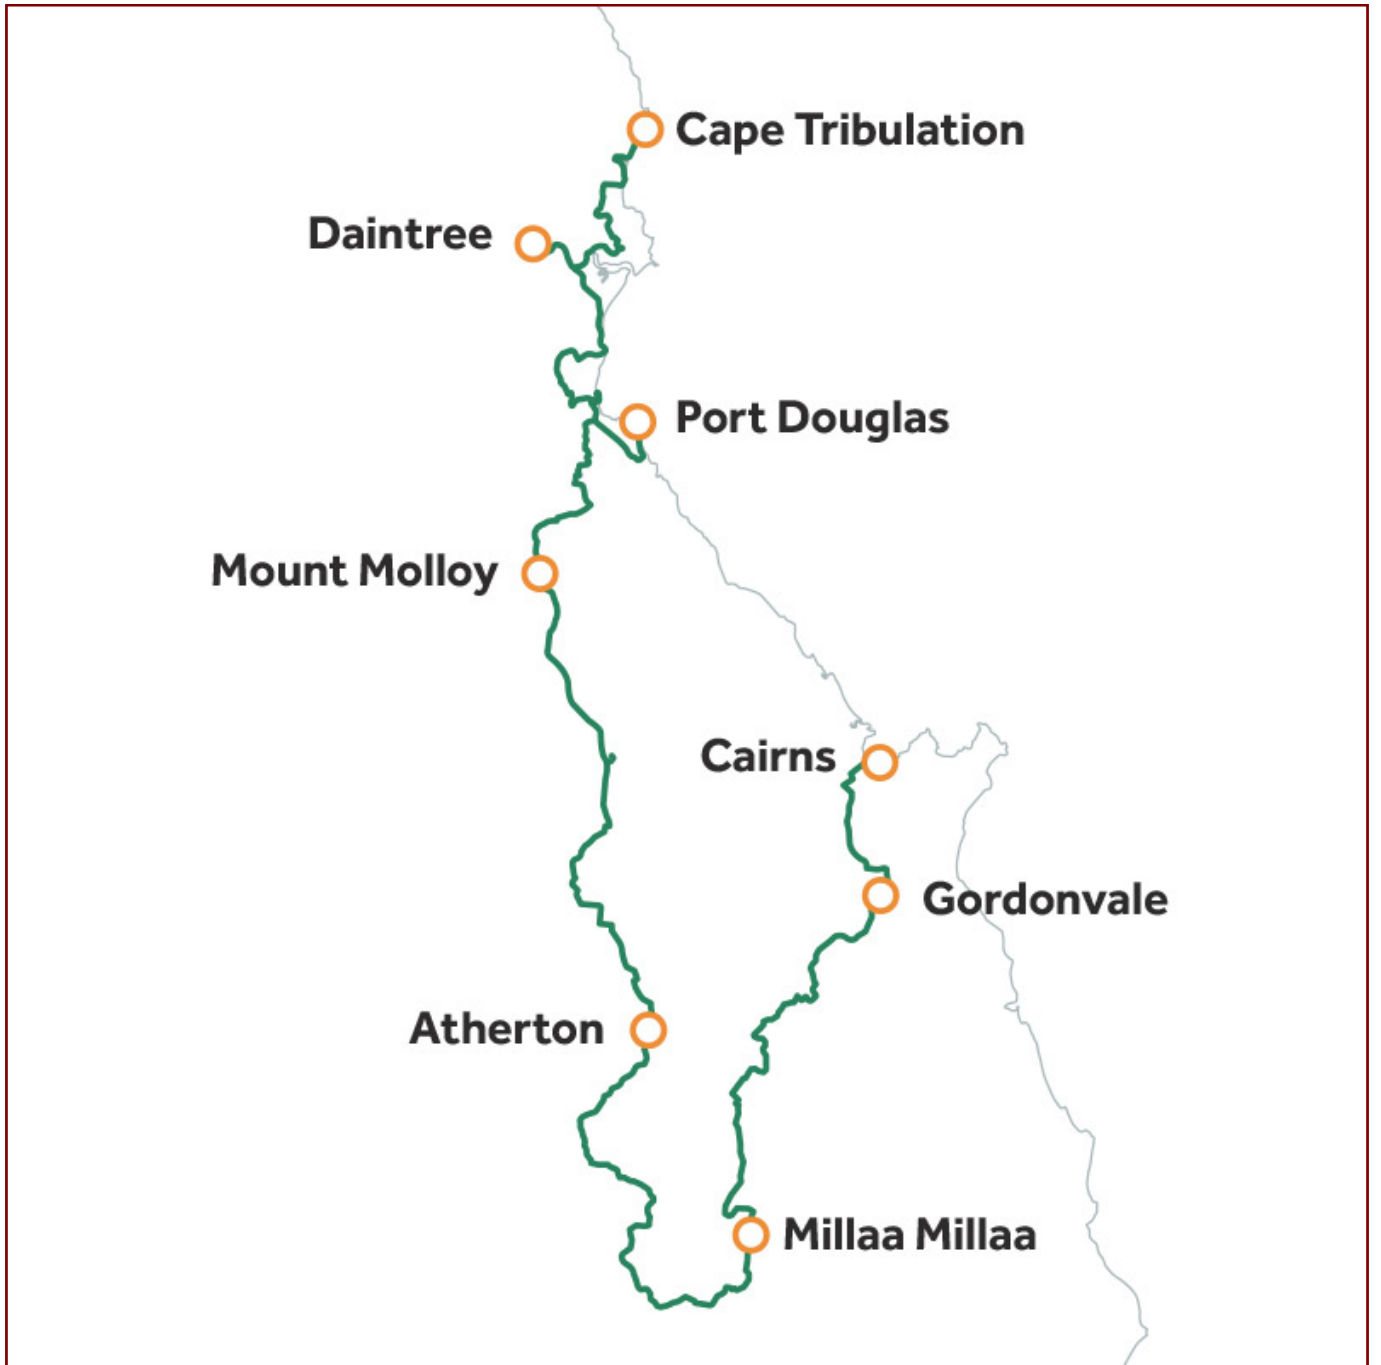 Cape Tribulation
Daintree
Port Douglas
Mount Molloy
Cairns
Gordonvale
Atherton
Millaa Millaa